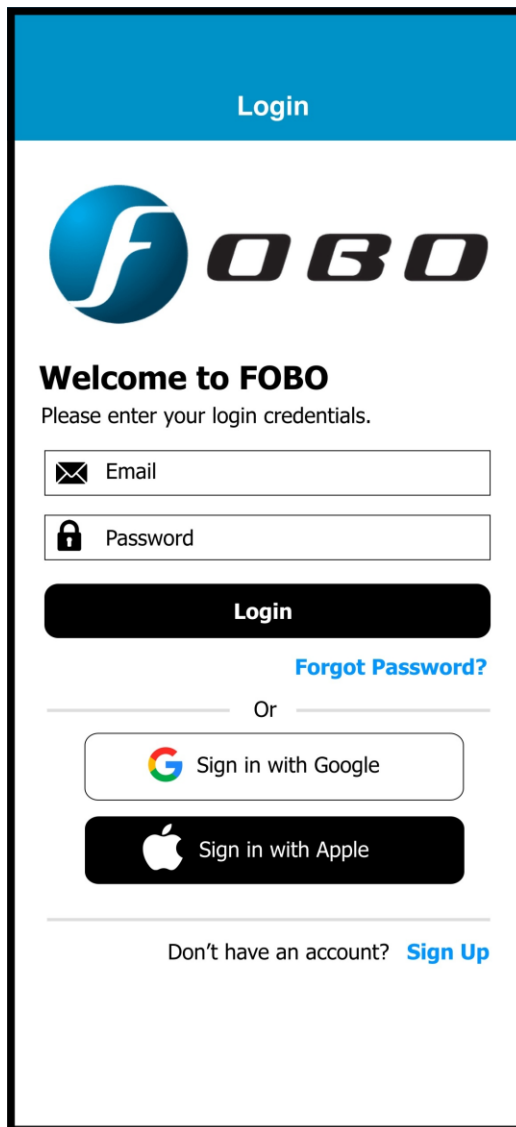 Login
FOBO
Welcome to FOBO
Please enter your login credentials.
Email
Password
Login
Forgot Password?
Or
Sign in with Google
Sign in with Apple
Don’t have an account? Sign Up